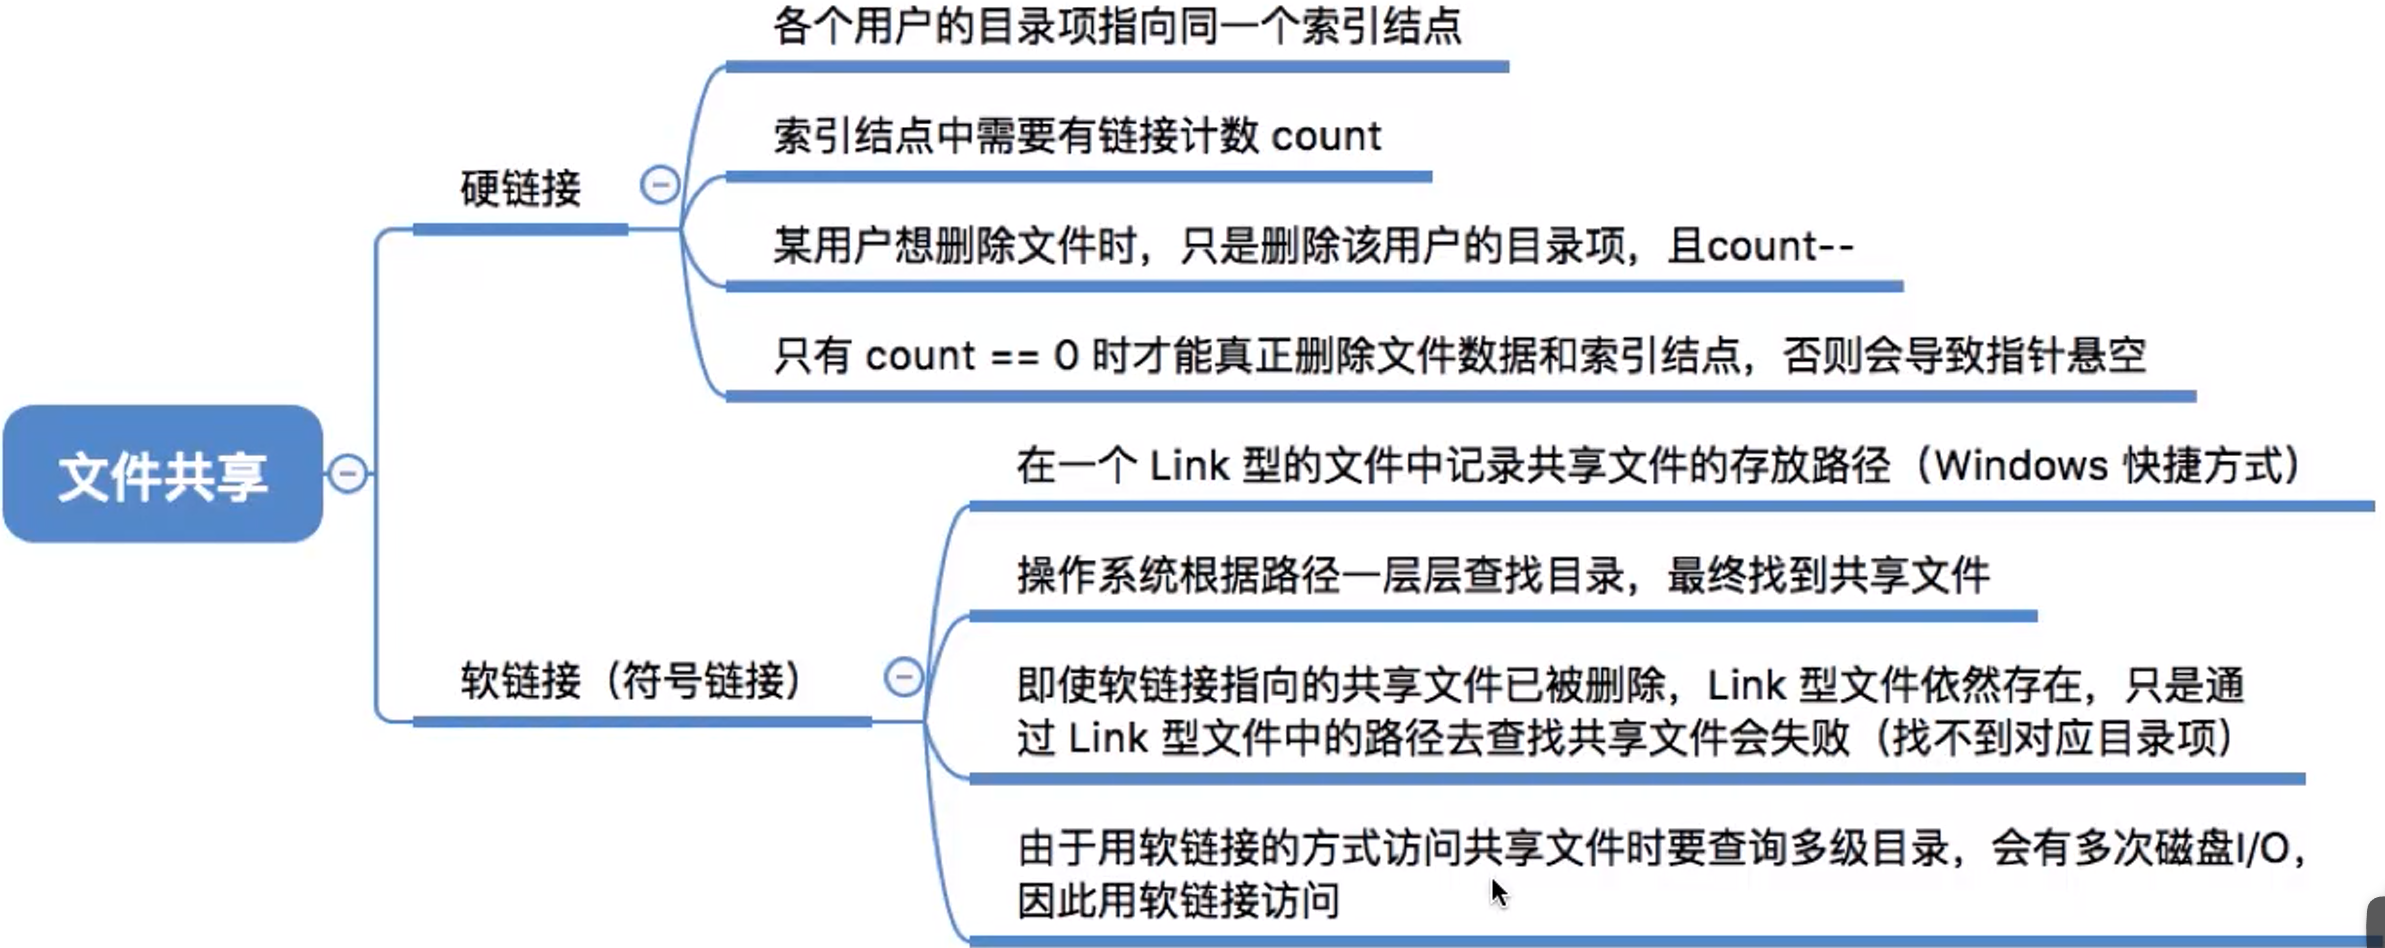 各个用户的目录项指向同一个索引结点
索引结点中需要有链接计数 count
硬链接
某用户想删除文件时，只是删除该用户的目录项，且count--
只有 count == 0 时才能真正删除文件数据和索引结点，否则会导致指针悬空
文件共享
在一个 Link 型的文件中记录共享文件的存放路径（Windows 快捷方式）
操作系统根据路径一层层查找目录，最终找到共享文件
软链接（符号链接）
即使软链接指向的共享文件已被删除，Link 型文件依然存在，只是通
过 Link 型文件中的路径去查找共享文件会失败（找不到对应目录项）
由于用软链接的方式访问共享文件时要查询多级目录，会有多次磁盘I/O，
因此用软链接访问